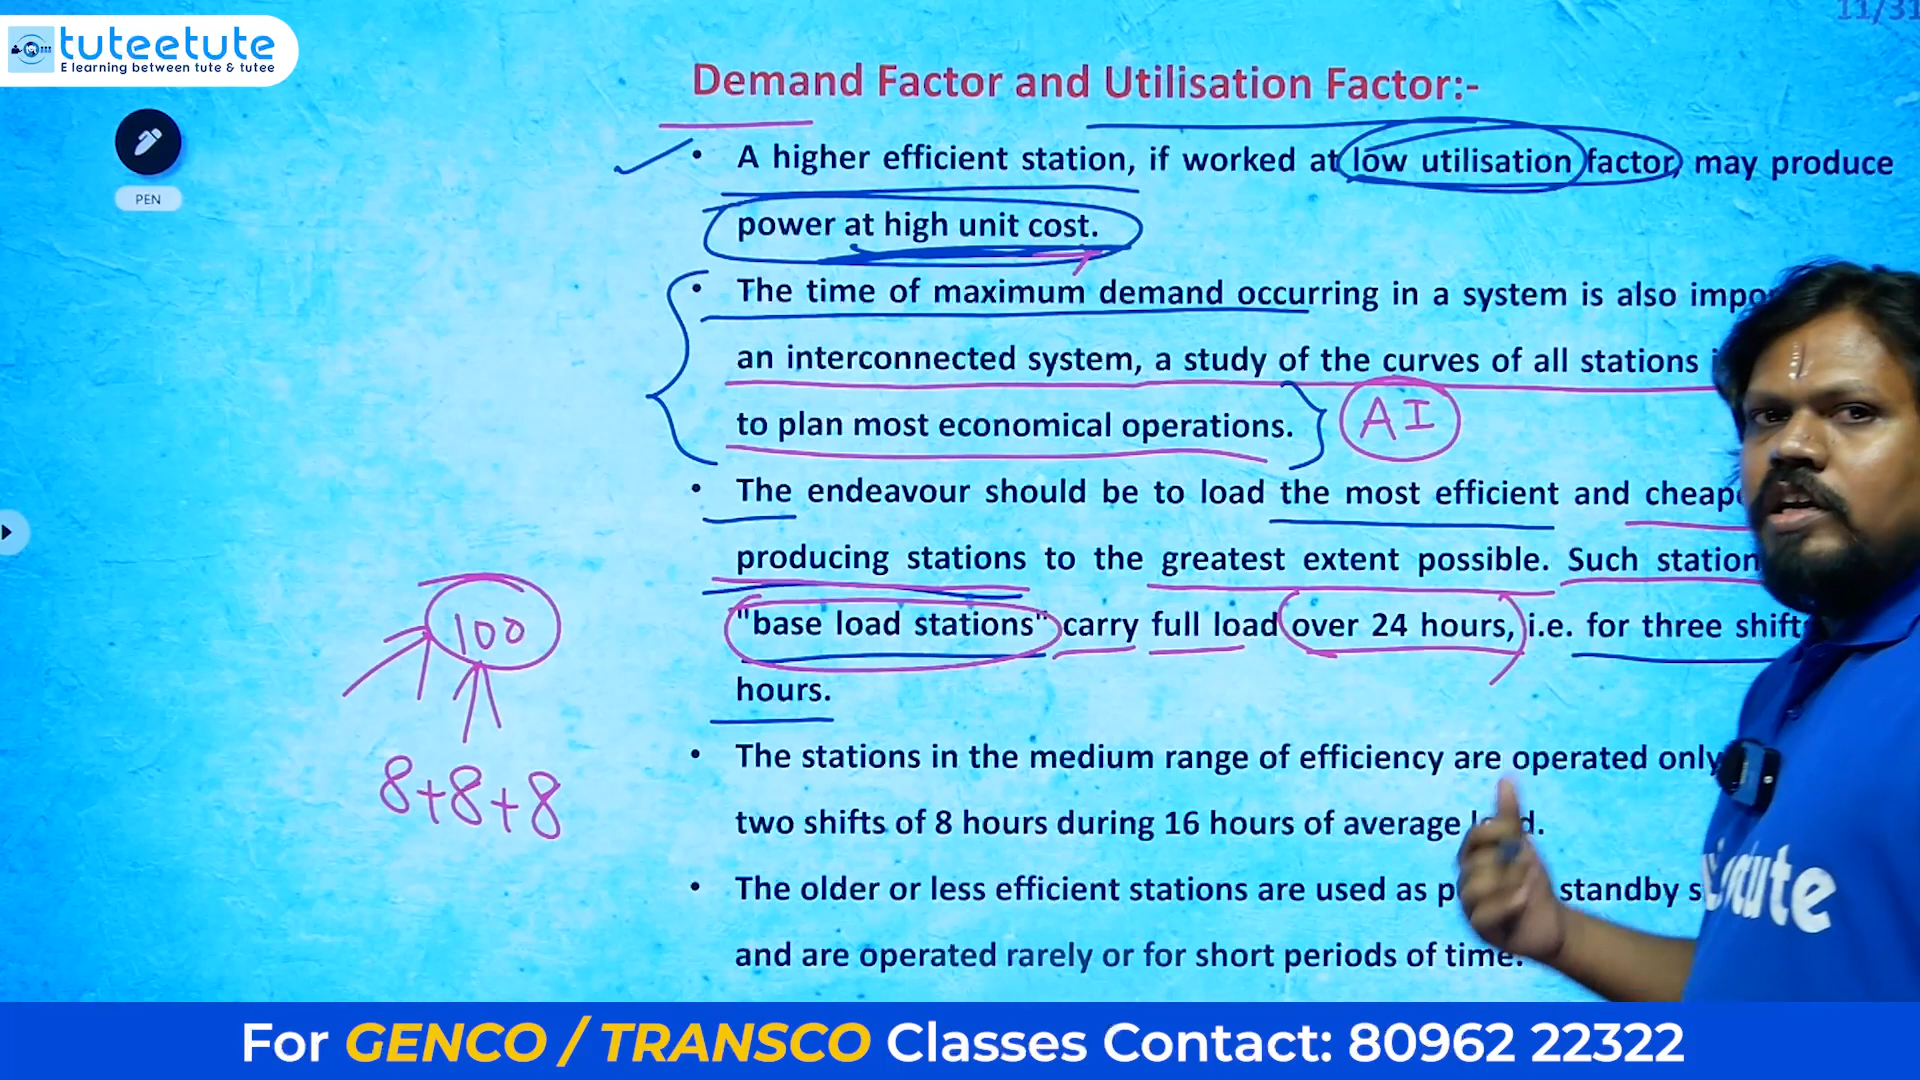 11/31
tuteetute
E learning between tute & tutee
PEN
Demand Factor and Utilisation Factor:-
• A higher efficient station, if worked at low utilisation factor, may produce
power at high unit cost.
• The time of maximum demand occurring in a system is also
an interconnected system, a study of the curves of all stations
to plan most economical operations. AI
• The endeavour should be to load the most efficient and
producing stations to the greatest extent possible. Such
"base load stations" carry full load over 24 hours, i.e. for three
hours.
100
8+8+8
• The stations in the medium range of efficiency are operated only
two shifts of 8 hours during 16 hours of average
• The older or less efficient stations are used as standby
and are operated rarely or for short periods of time.
For GENCO / TRANSCO Classes Contact: 80962 22322